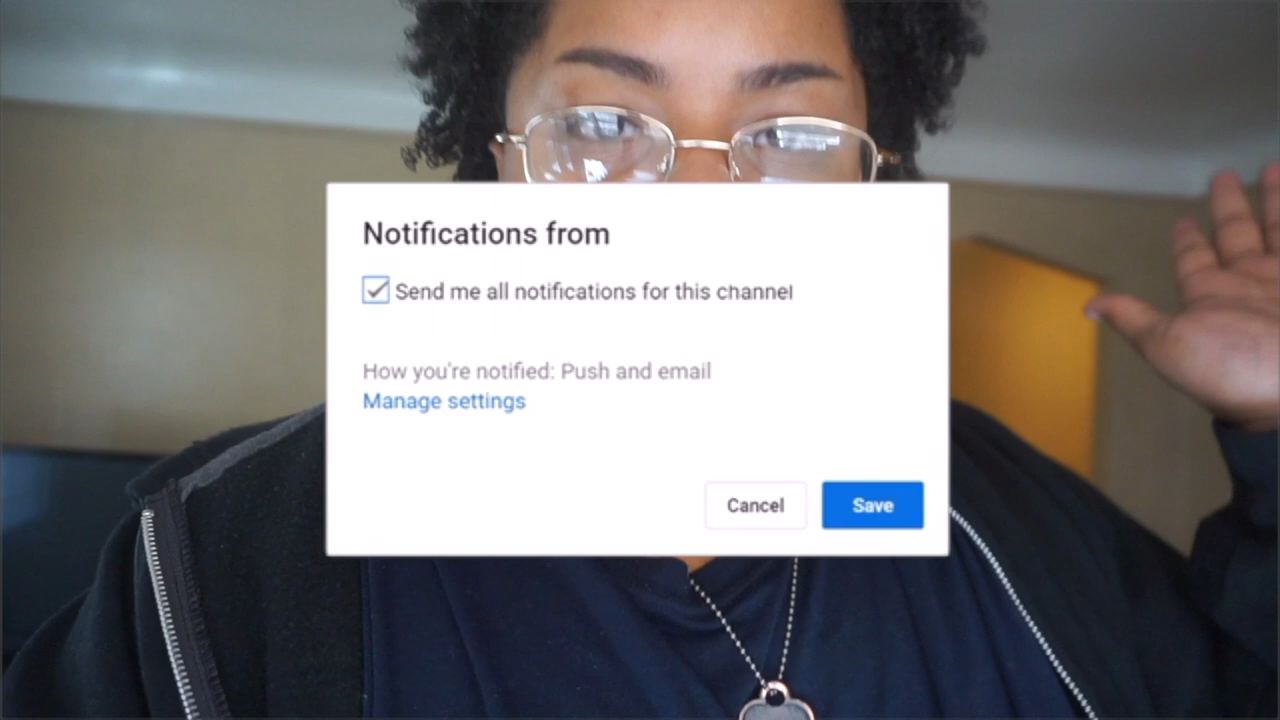 Notifications from
Send me all notifications for this channel
How you're notified: Push and email
Manage settings
Cancel
Save